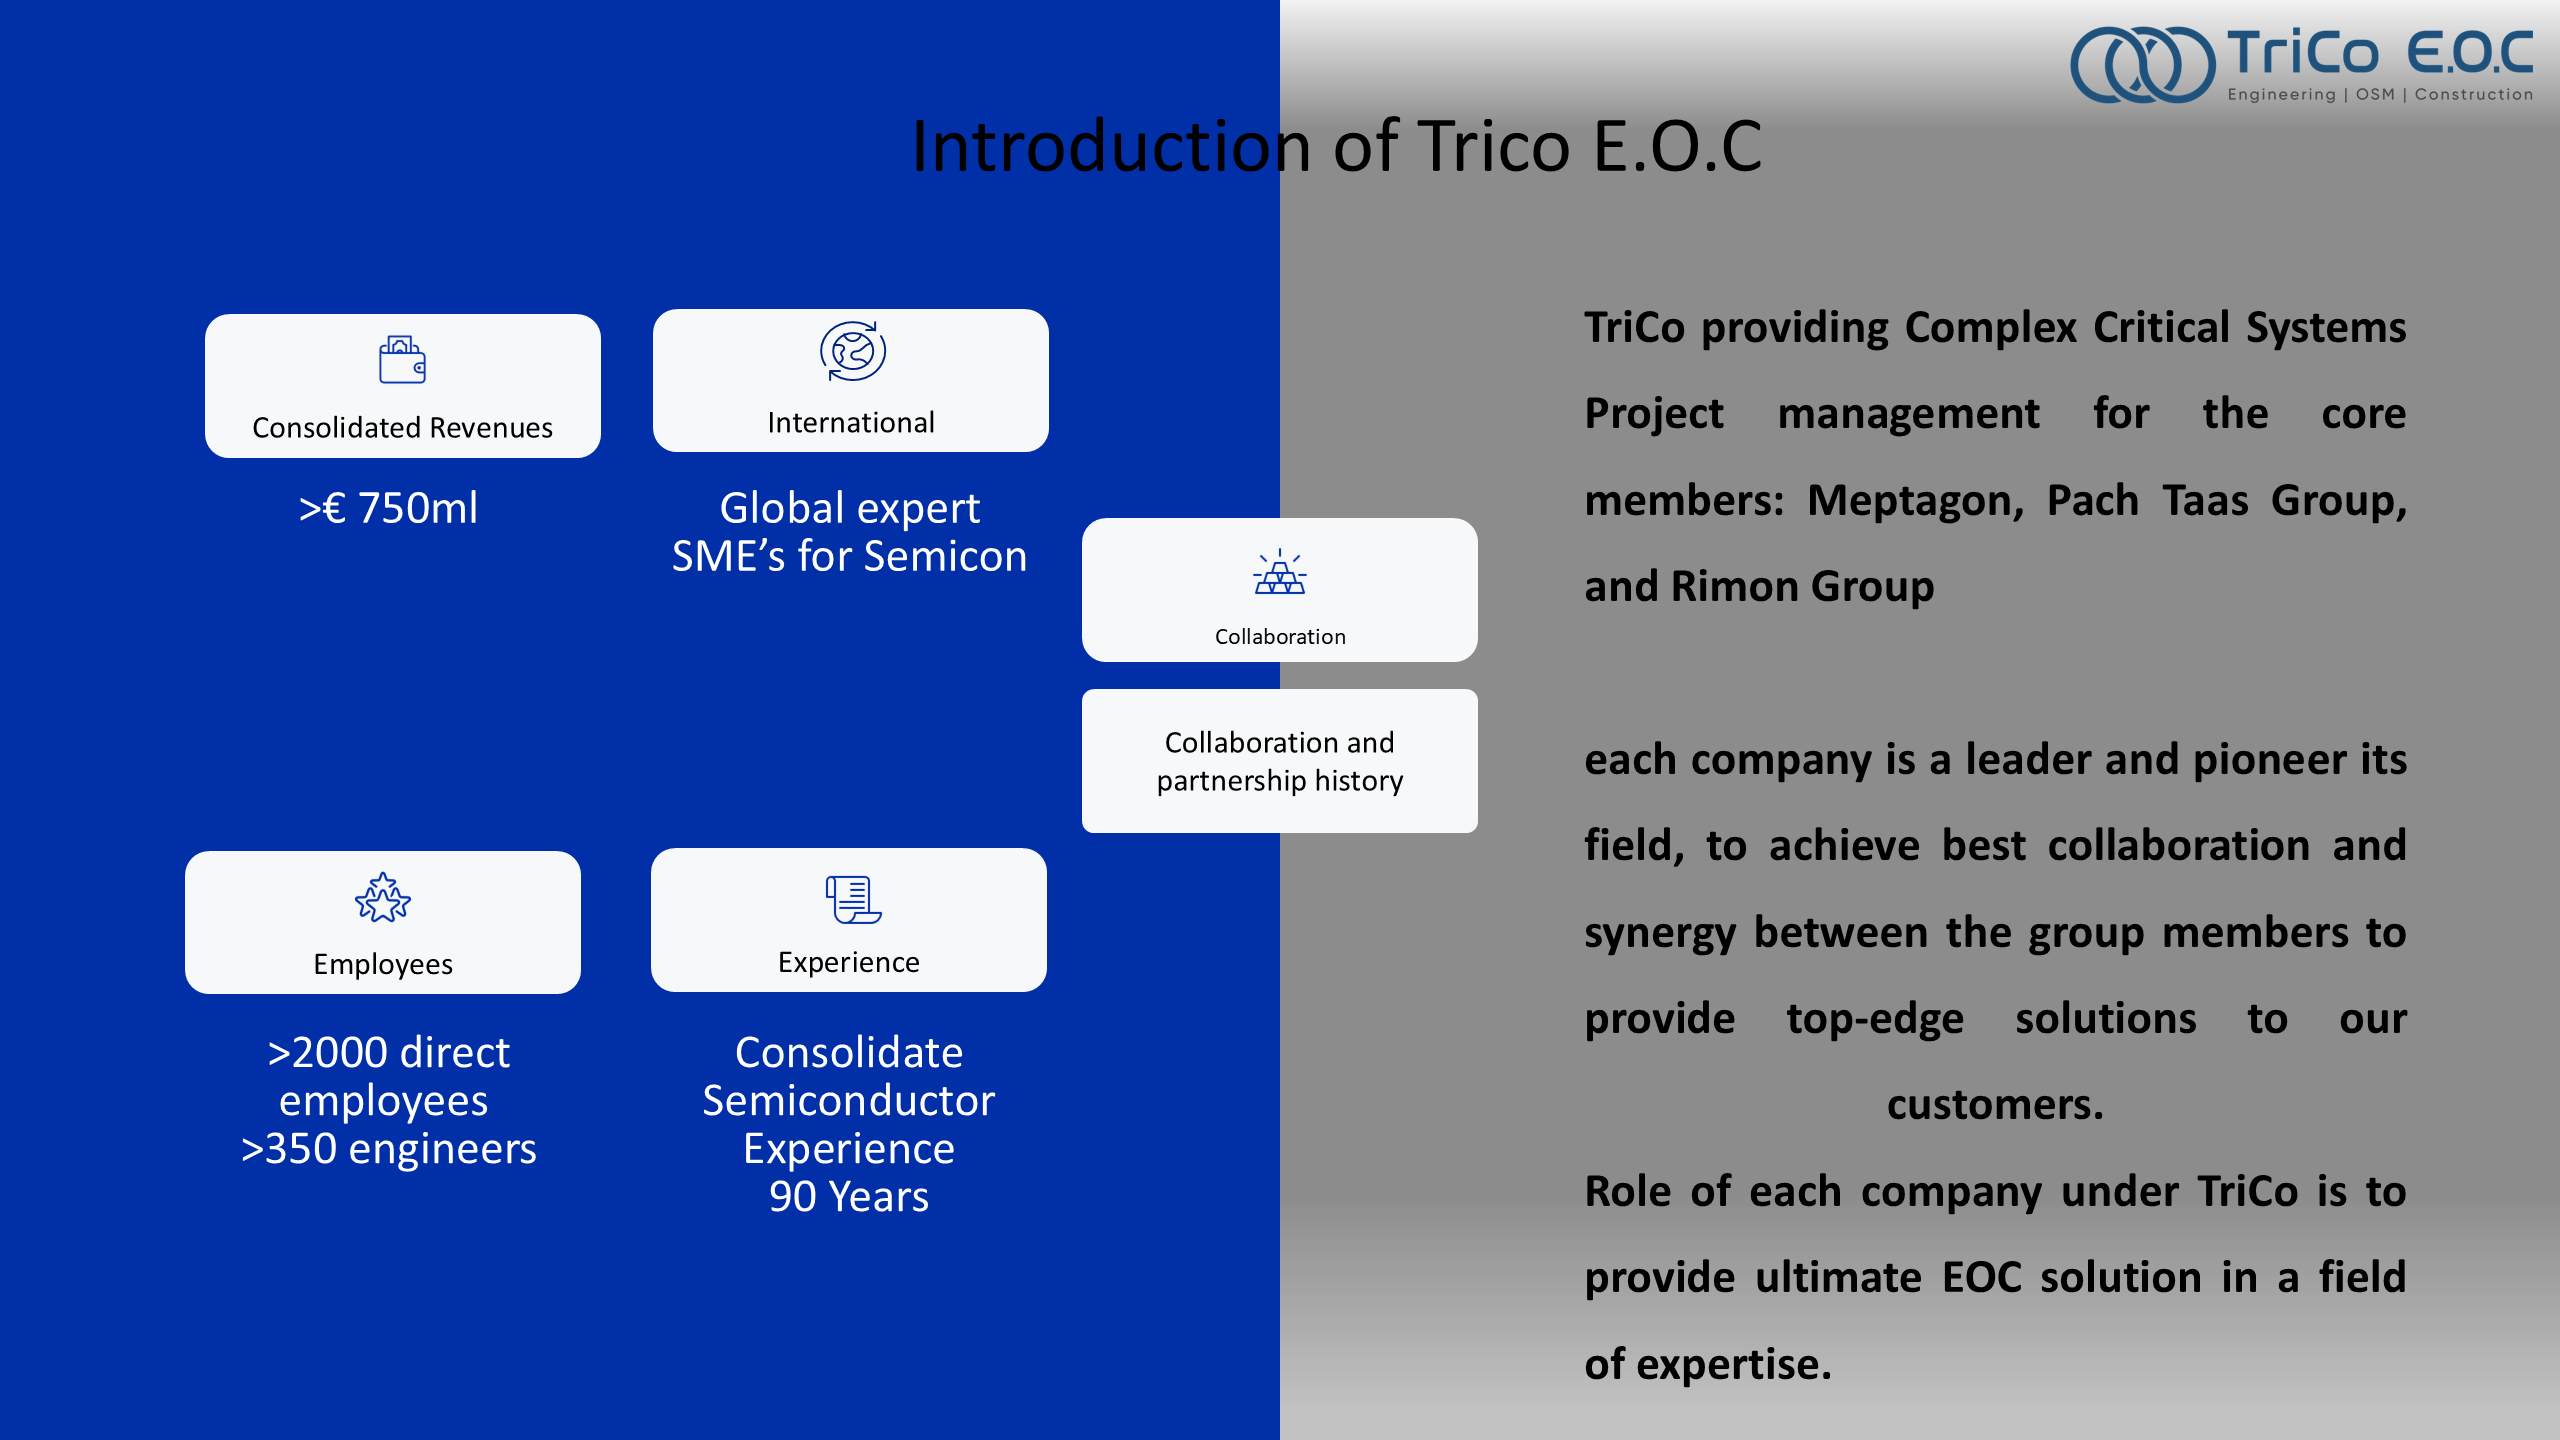 TriCo E.O.C
Engineering | OSM | Construction
Introduction of Trico E.O.C
Consolidated Revenues
>€ 750ml
International
Global expert
SME’s for Semicon
Collaboration
Collaboration and
partnership history
Employees
>2000 direct
employees
>350 engineers
Experience
Consolidate
Semiconductor
Experience
90 Years
TriCo providing Complex Critical Systems
Project management for the core
members: Meptagon, Pach Taas Group,
and Rimon Group
each company is a leader and pioneer its
field, to achieve best collaboration and
synergy between the group members to
provide top-edge solutions to our
customers.
Role of each company under TriCo is to
provide ultimate EOC solution in a field
of expertise.